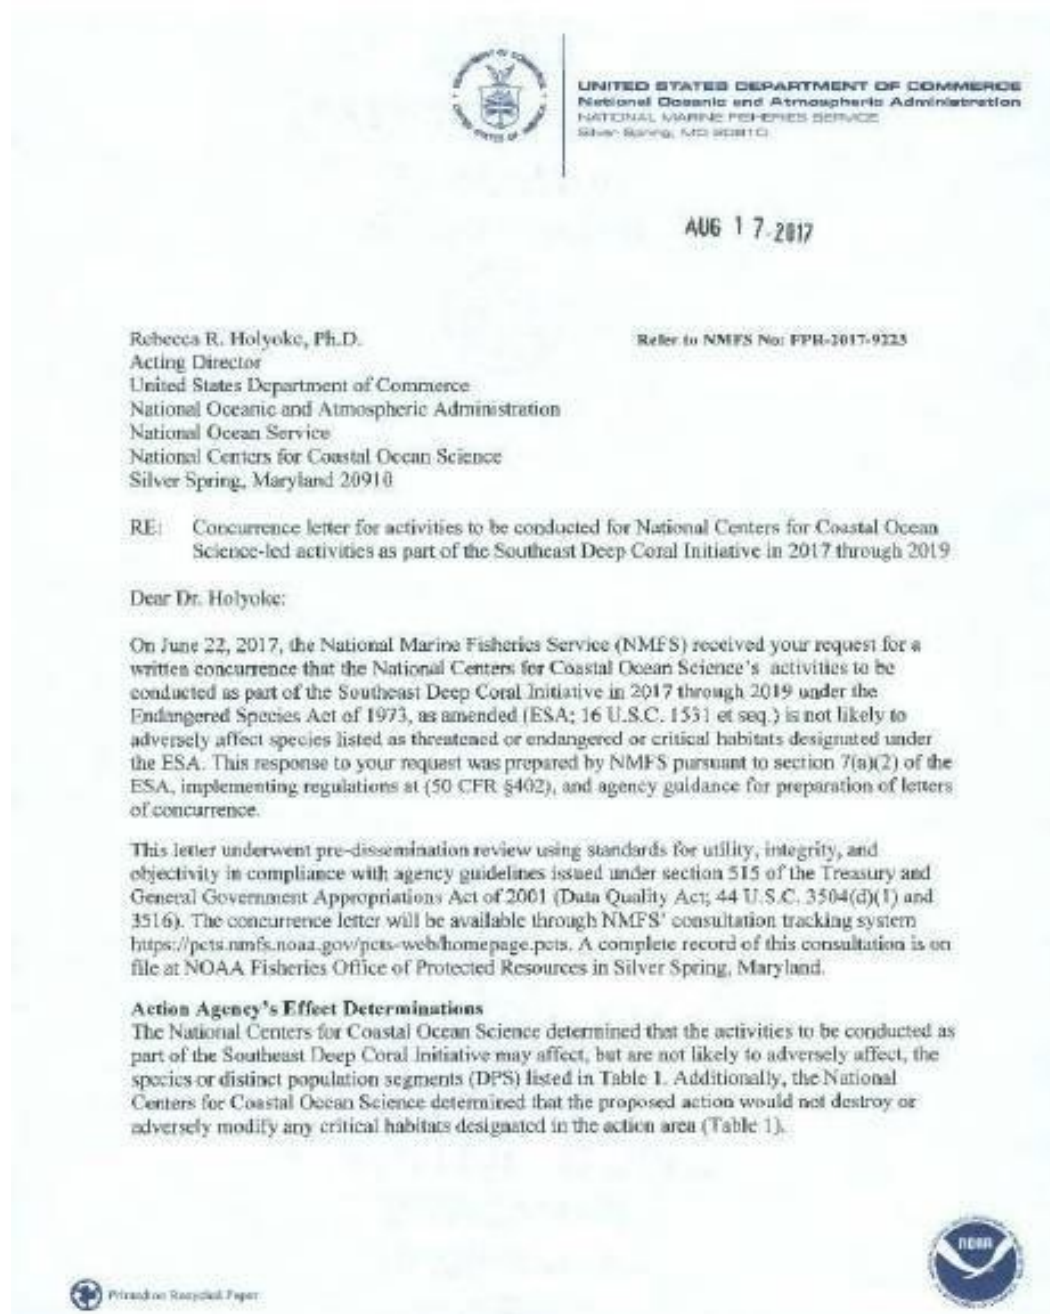 UNITED STATES DEPARTMENT OF COMMERCE
National Oceanic and Atmospheric Administration
NATIONAL MARINE FISHERIES SERVICE
Silver Spring, MD 20910
AUG 17 2017
Rebecca R. Holyoke, Ph.D.
Refer to NMFS No: FPR-2017-9223
Acting Director
United States Department of Commerce
National Oceanic and Atmospheric Administration
National Ocean Service
National Centers for Coastal Ocean Science
Silver Spring, Maryland 20910
RE: Concurrence letter for activities to be conducted for National Centers for Coastal Ocean
Science-led activities as part of the Southeast Deep Coral Initiative in 2017 through 2019
Dear Dr. Holyoke:
On June 22, 2017, the National Marine Fisheries Service (NMFS) received your request for a
written concurrence that the National Centers for Coastal Ocean Science's activities to be
conducted as part of the Southeast Deep Coral Initiative in 2017 through 2019 under the
Endangered Species Act of 1973, as amended (ESA; 16 U.S.C. 1531 et seq.) is not likely to
adversely affect species listed as threatened or endangered or critical habitats designated under
the ESA. This response to your request was prepared by NMFS pursuant to section 7(a)(2) of the
ESA, implementing regulations at (50 CFR §402), and agency guidance for preparation of letters
of concurrence.
This letter underwent pre-dissemination review using standards for utility, integrity, and
objectivity in compliance with agency guidelines issued under section 515 of the Treasury and
General Government Appropriations Act of 2001 (Data Quality Act; 44 U.S.C. 3504(d)(1) and
3516). The concurrence letter will be available through NMFS' consultation tracking system
https://pcts.nmfs.noaa.gov/pcts-web/homepage.pcts. A complete record of this consultation is on
file at NOAA Fisheries Office of Protected Resources in Silver Spring, Maryland.
Action Agency's Effect Determinations
The National Centers for Coastal Ocean Science determined that the activities to be conducted as
part of the Southeast Deep Coral Initiative may affect, but are not likely to adversely affect, the
species or distinct population segments (DPS) listed in Table 1. Additionally, the National
Centers for Coastal Ocean Science determined that the proposed action would not destroy or
adversely modify any critical habitats designated in the action area (Table 1).
NOAA
Printed on Recycled Paper